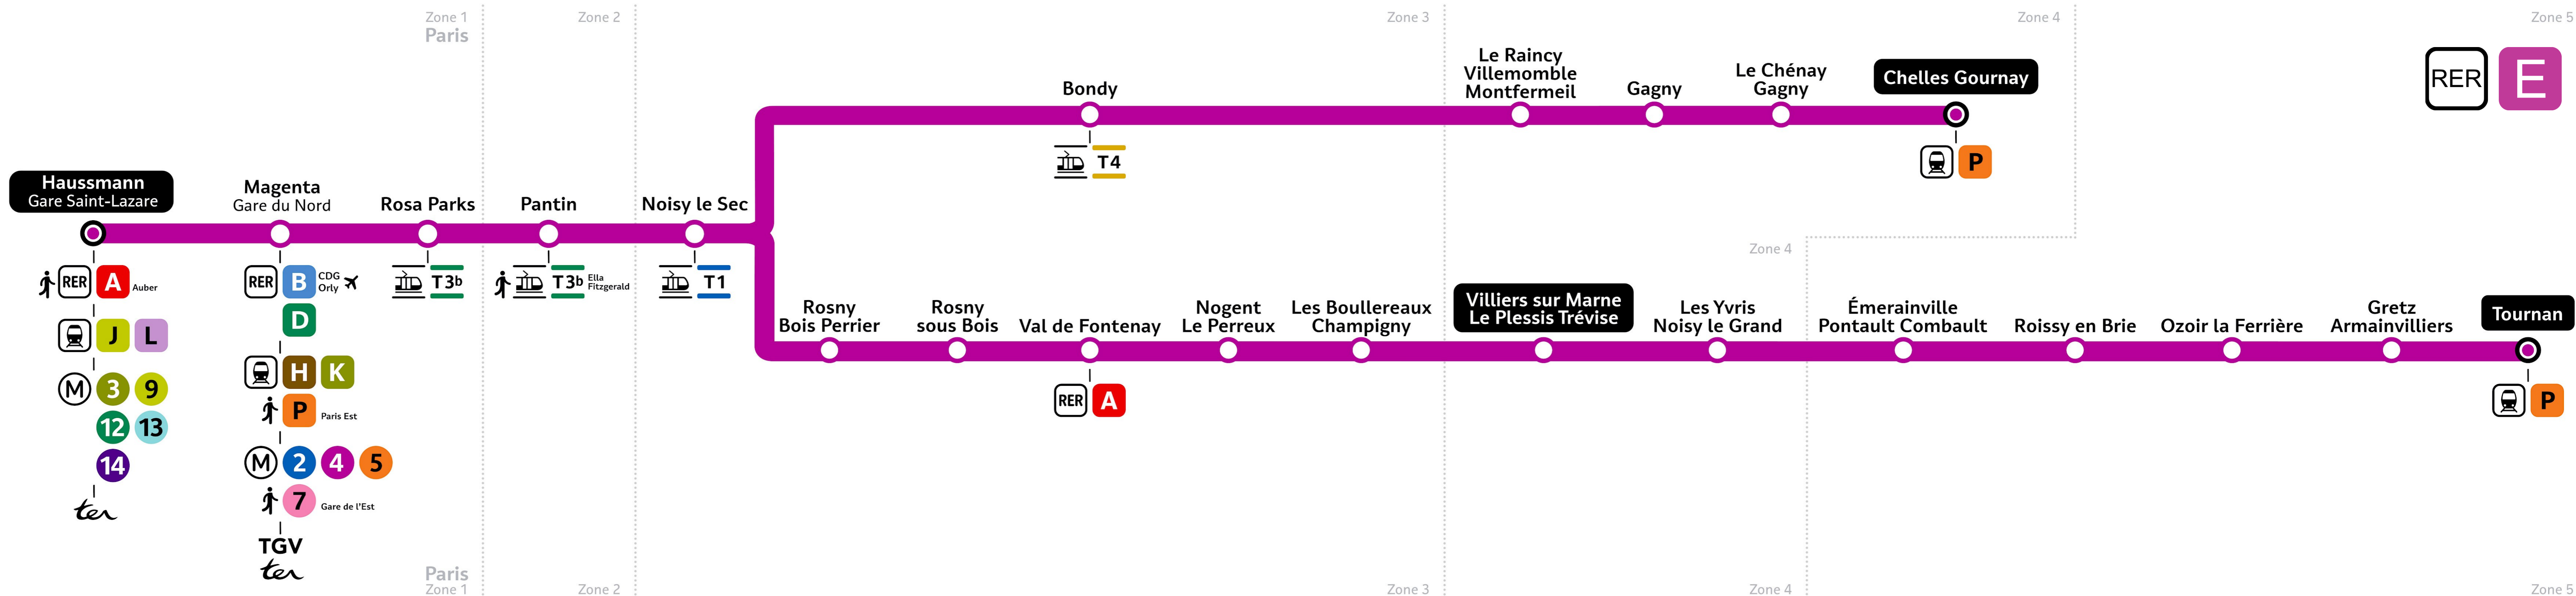 Zone 1
Paris
Zone 2
Zone 3
Zone 4
Zone 5
RER E
Le Raincy
Villemomble
Montfermeil
Bondy
Gagny
Le Chénay
Gagny
Chelles Gournay
T4
P
Haussmann
Gare Saint-Lazare
Magenta
Gare du Nord
Rosa Parks
Pantin
Noisy le Sec
Zone 4
RER A Auber
J L
M 3 9
12 13
14
ter
RER B CDG
Orly
D
H K
P Paris Est
M 2 4 5
7 Gare de l'Est
TGV
ter
T3b
T3b Ella
Fitzgerald
T1
Rosny
Bois Perrier
Rosny
sous Bois
Val de Fontenay
Nogent
Le Perreux
Les Boullereaux
Champigny
Villiers sur Marne
Le Plessis Trévise
Les Yvris
Noisy le Grand
Émerainville
Pontault Combault
Roissy en Brie
Ozoir la Ferrière
Gretz
Armainvilliers
Tournan
RER A
P
Paris
Zone 1
Zone 2
Zone 3
Zone 4
Zone 5